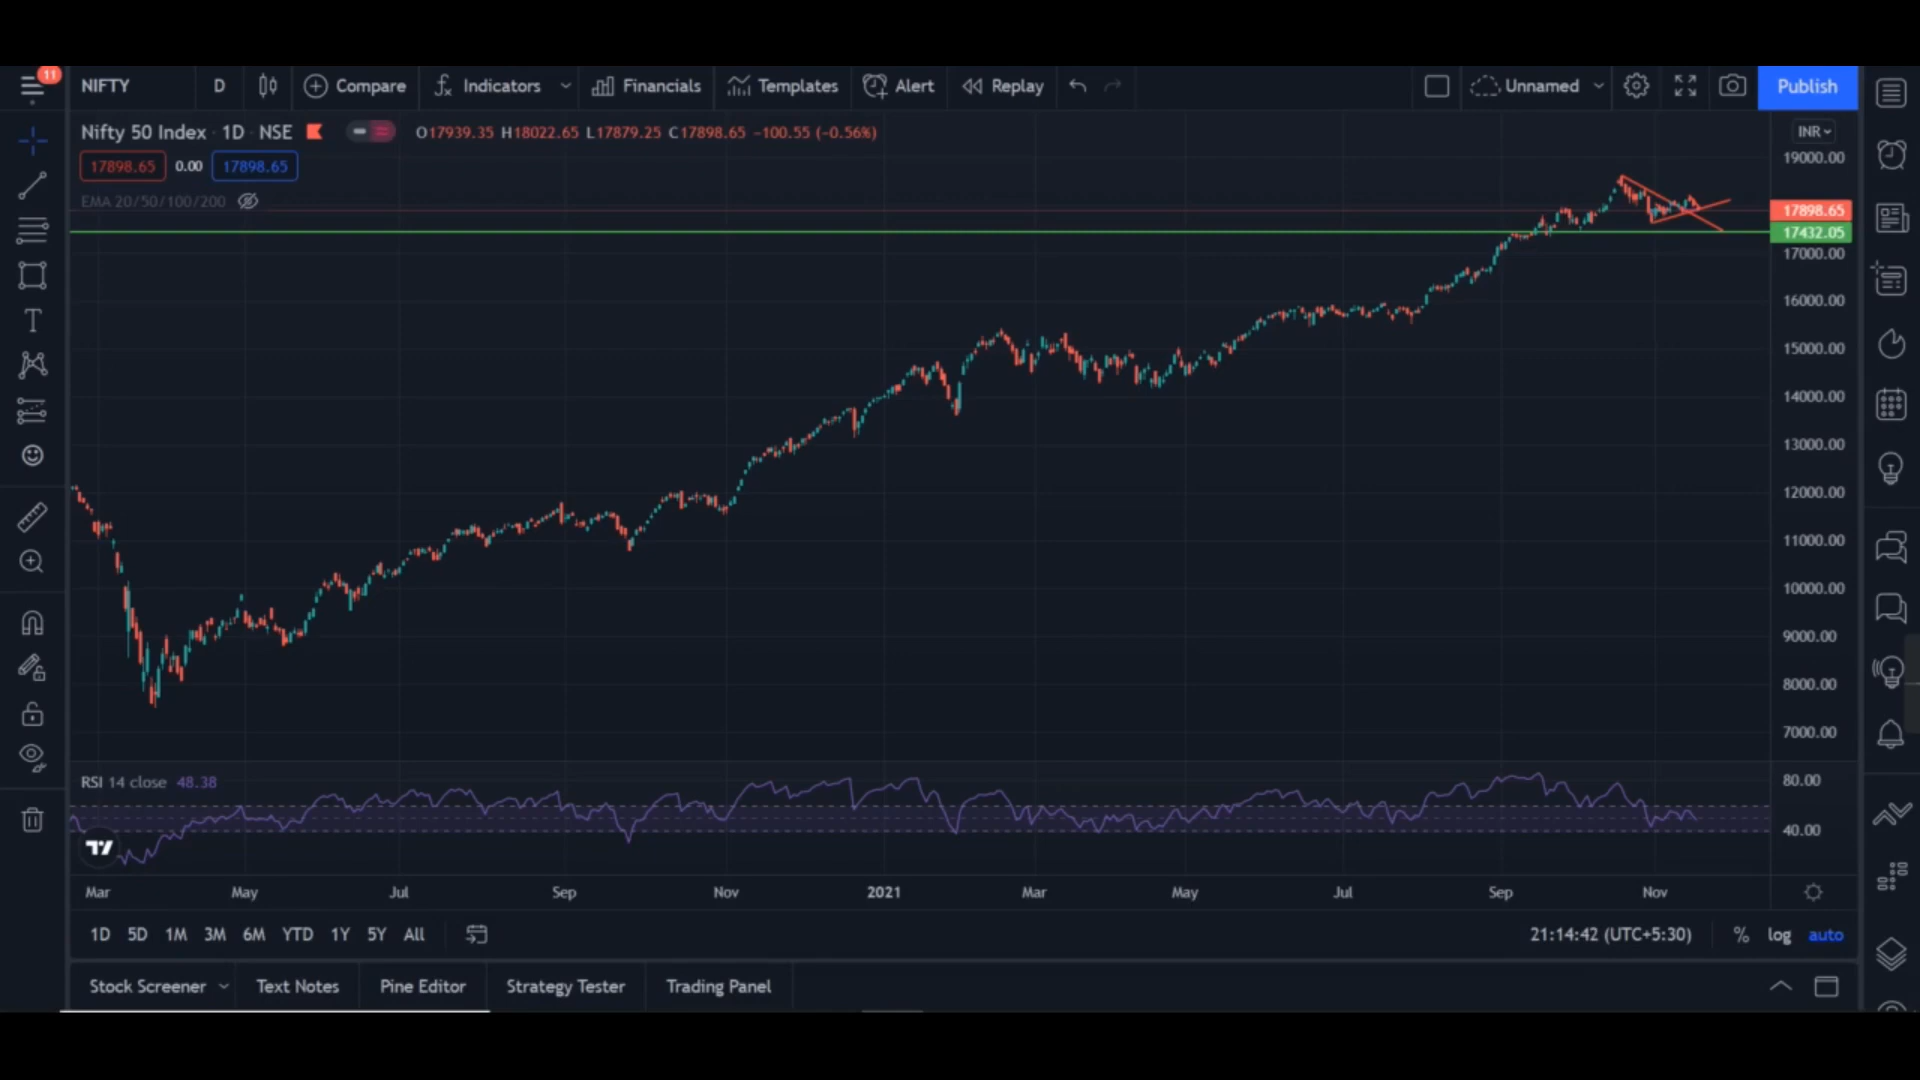 11
NIFTY D Compare Indicators Financials Templates Alert Replay Unnamed Publish
Nifty 50 Index · 1D · NSE O17939.35 H18022.65 L17879.25 C17898.65 −100.55 (−0.56%) INR
17898.65 0.00 17898.65
EMA 20/50/100/200
19000.00
17898.65
17432.05
17000.00
16000.00
15000.00
14000.00
13000.00
12000.00
11000.00
10000.00
9000.00
8000.00
7000.00
RSI 14 close 48.38
80.00
40.00
Mar May Jul Sep Nov 2021 Mar May Jul Sep Nov
1D 5D 1M 3M 6M YTD 1Y 5Y All 21:14:42 (UTC+5:30) % log auto
Stock Screener Text Notes Pine Editor Strategy Tester Trading Panel